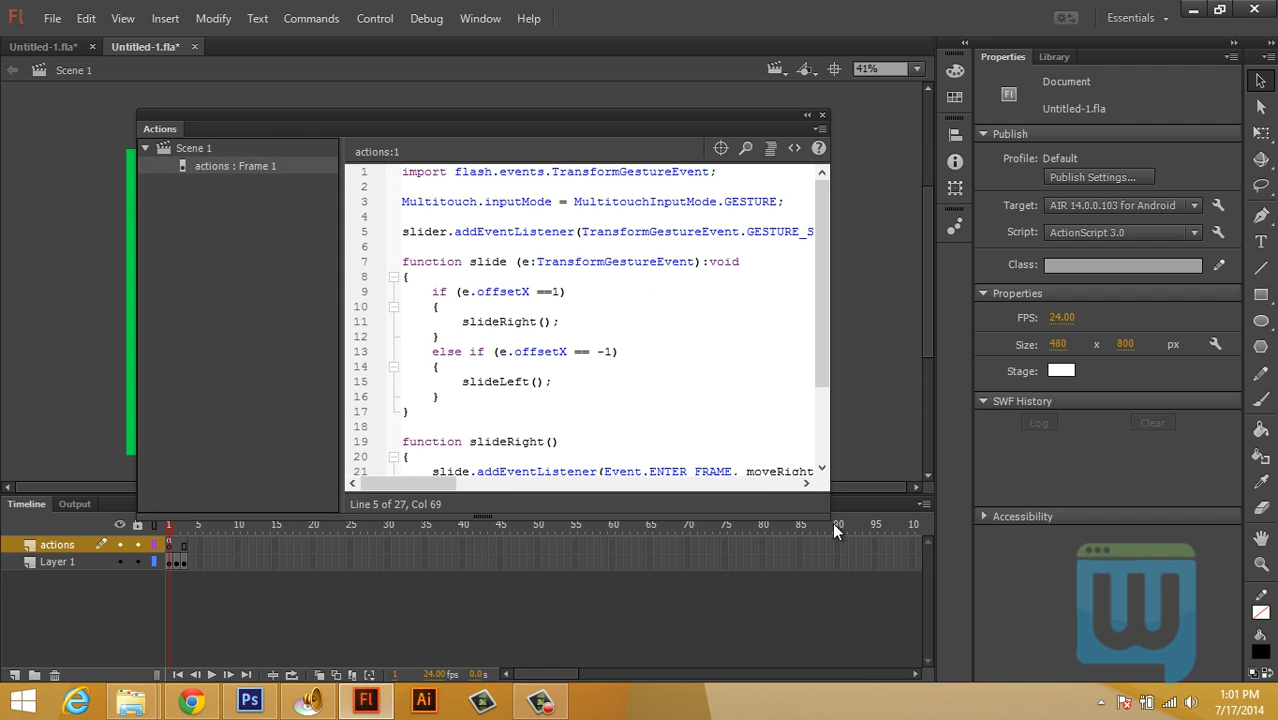 Fl File Edit View Insert Modify Text Commands Control Debug Window Help Essentials
Untitled-1.fla* Untitled-1.fla*
Scene 1 41%
Properties Library
Document
Fl Untitled-1.fla
Publish
Profile: Default
Publish Settings...
Target: AIR 14.0.0.103 for Android
Script: ActionScript 3.0
Class:
Properties
FPS: 24.00
Size: 480 x 800 px
Stage:
SWF History
Log Clear
Accessibility
Actions
Scene 1
actions : Frame 1
actions:1
1 import flash.events.TransformGestureEvent;
2
3 Multitouch.inputMode = MultitouchInputMode.GESTURE;
4
5 slider.addEventListener(TransformGestureEvent.GESTURE_S
6
7 function slide (e:TransformGestureEvent):void
8 {
9 if (e.offsetX ==1)
10 {
11 slideRight();
12 }
13 else if (e.offsetX == -1)
14 {
15 slideLeft();
16 }
17 }
18
19 function slideRight()
20 {
21 slide.addEventListener(Event.ENTER_FRAME, moveRight
Line 5 of 27, Col 69
Timeline Output
1 5 10 15 20 25 30 35 40 45 50 55 60 65 70 75 80 85 90 95 10
actions
Layer 1
1 24.00 fps 0.0 s
Ps Fl Ai
1:01 PM
7/17/2014
w